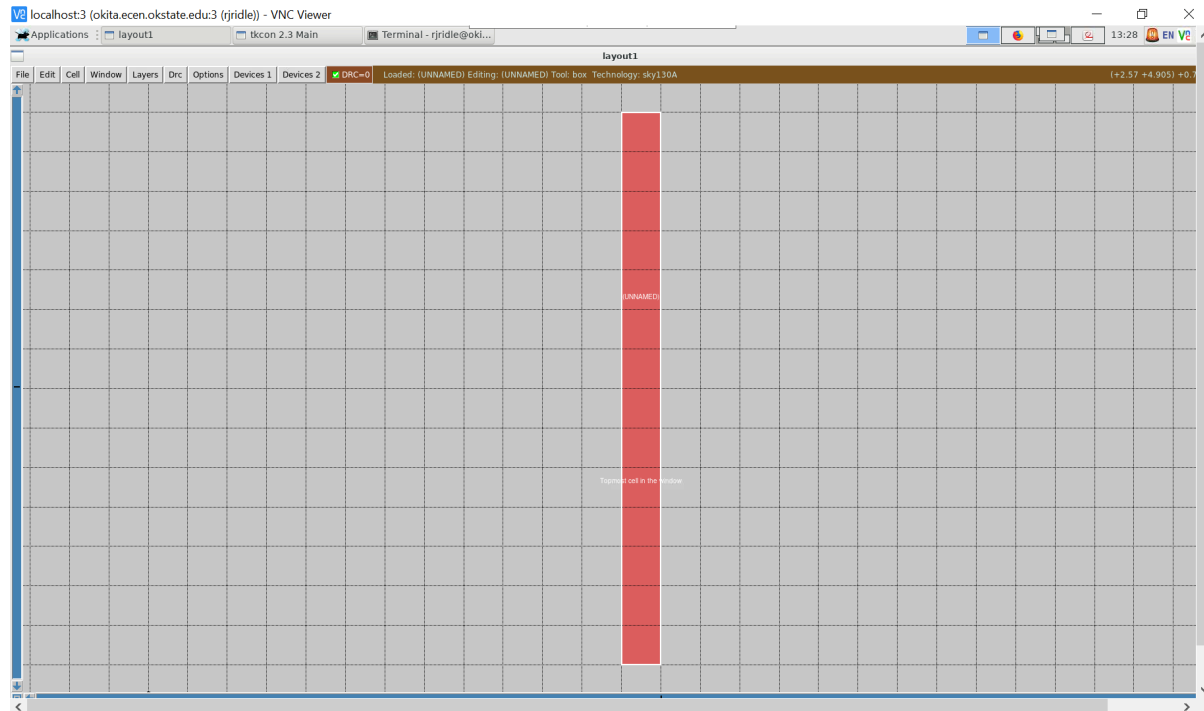 localhost:3 (okita.ecen.okstate.edu:3 (rjridle)) - VNC Viewer
Applications layout1 tkcon 2.3 Main Terminal - rjridle@oki... 13:28 EN
layout1
File Edit Cell Window Layers Drc Options Devices 1 Devices 2 DRC=0 Loaded: (UNNAMED) Editing: (UNNAMED) Tool: box Technology: sky130A (+2.57 +4.905) +0.7
(UNNAMED)
Topmost cell in the window